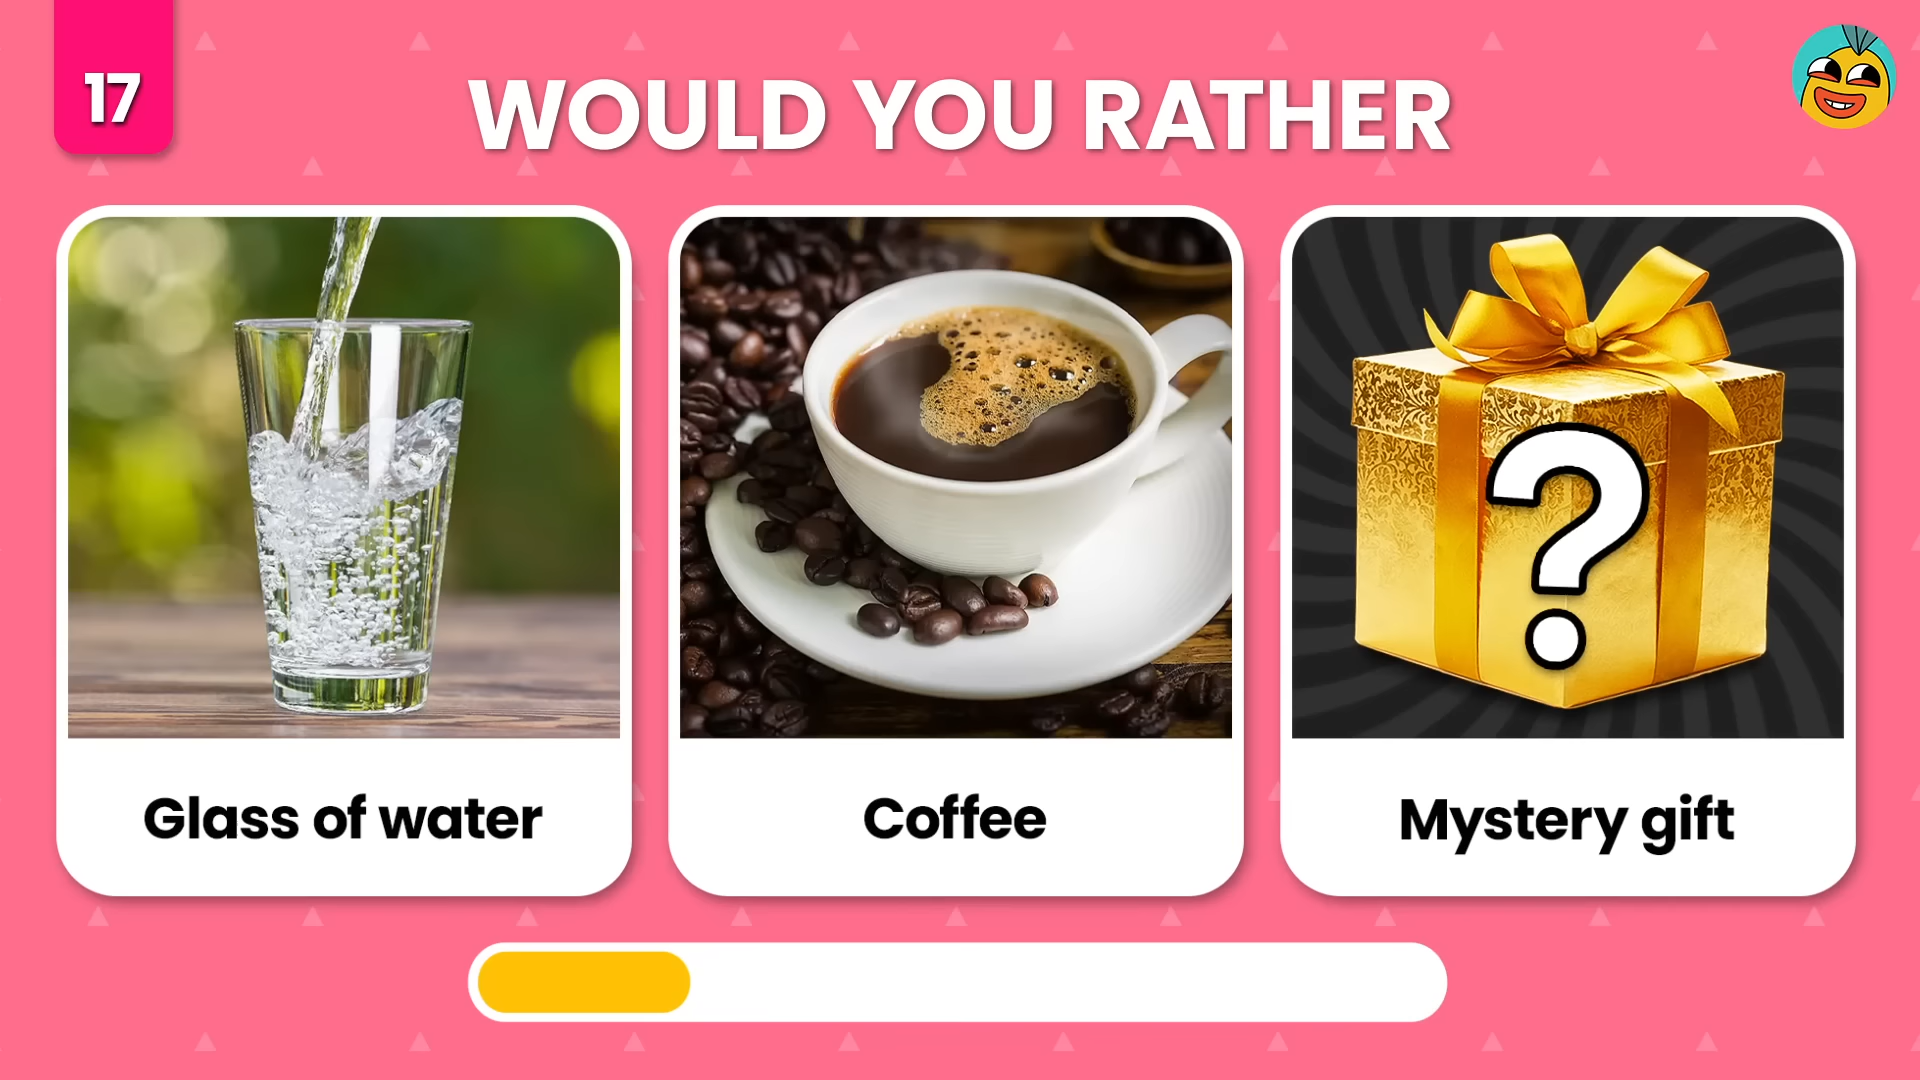 17
WOULD YOU RATHER
Glass of water
Coffee
?
Mystery gift